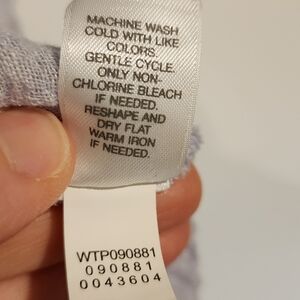 MACHINE WASH
COLD WITH LIKE
COLORS.
GENTLE CYCLE.
ONLY NON-
CHLORINE BLEACH
IF NEEDED.
RESHAPE AND
DRY FLAT
WARM IRON
IF NEEDED.
WTP090881
090881
0043604